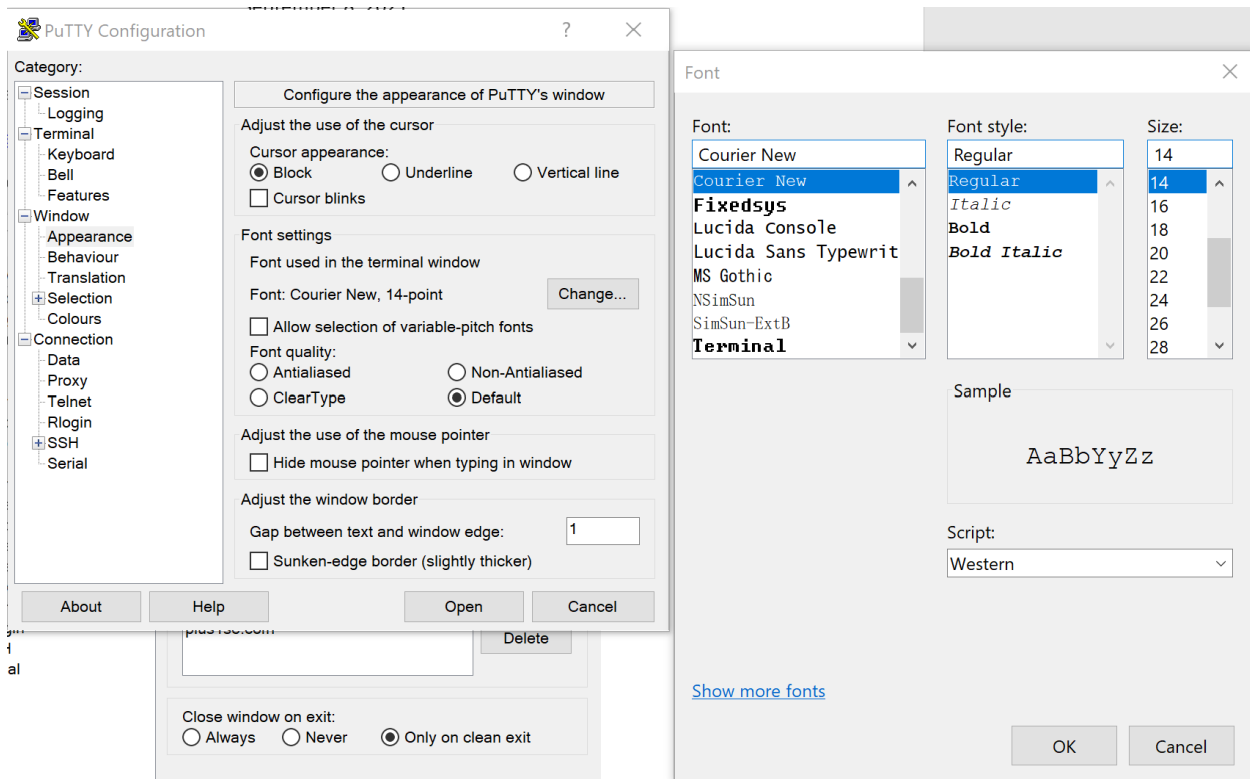 PuTTY Configuration
?
Category:
Session
Logging
Terminal
Keyboard
Bell
Features
Window
Appearance
Behaviour
Translation
Selection
Colours
Connection
Data
Proxy
Telnet
Rlogin
SSH
Serial
Configure the appearance of PuTTY's window
Adjust the use of the cursor
Cursor appearance:
Block Underline Vertical line
Cursor blinks
Font settings
Font used in the terminal window
Font: Courier New, 14-point Change...
Allow selection of variable-pitch fonts
Font quality:
Antialiased Non-Antialiased
ClearType Default
Adjust the use of the mouse pointer
Hide mouse pointer when typing in window
Adjust the window border
Gap between text and window edge: 1
Sunken-edge border (slightly thicker)
About Help Open Cancel
al
Delete
Close window on exit:
Always Never Only on clean exit
Font
Font:
Courier New
Courier New
Fixedsys
Lucida Console
Lucida Sans Typewrit
MS Gothic
NSimSun
SimSun-ExtB
Terminal
Font style:
Regular
Regular
Italic
Bold
Bold Italic
Size:
14
14
16
18
20
22
24
26
28
Sample
AaBbYyZz
Script:
Western
Show more fonts
OK Cancel